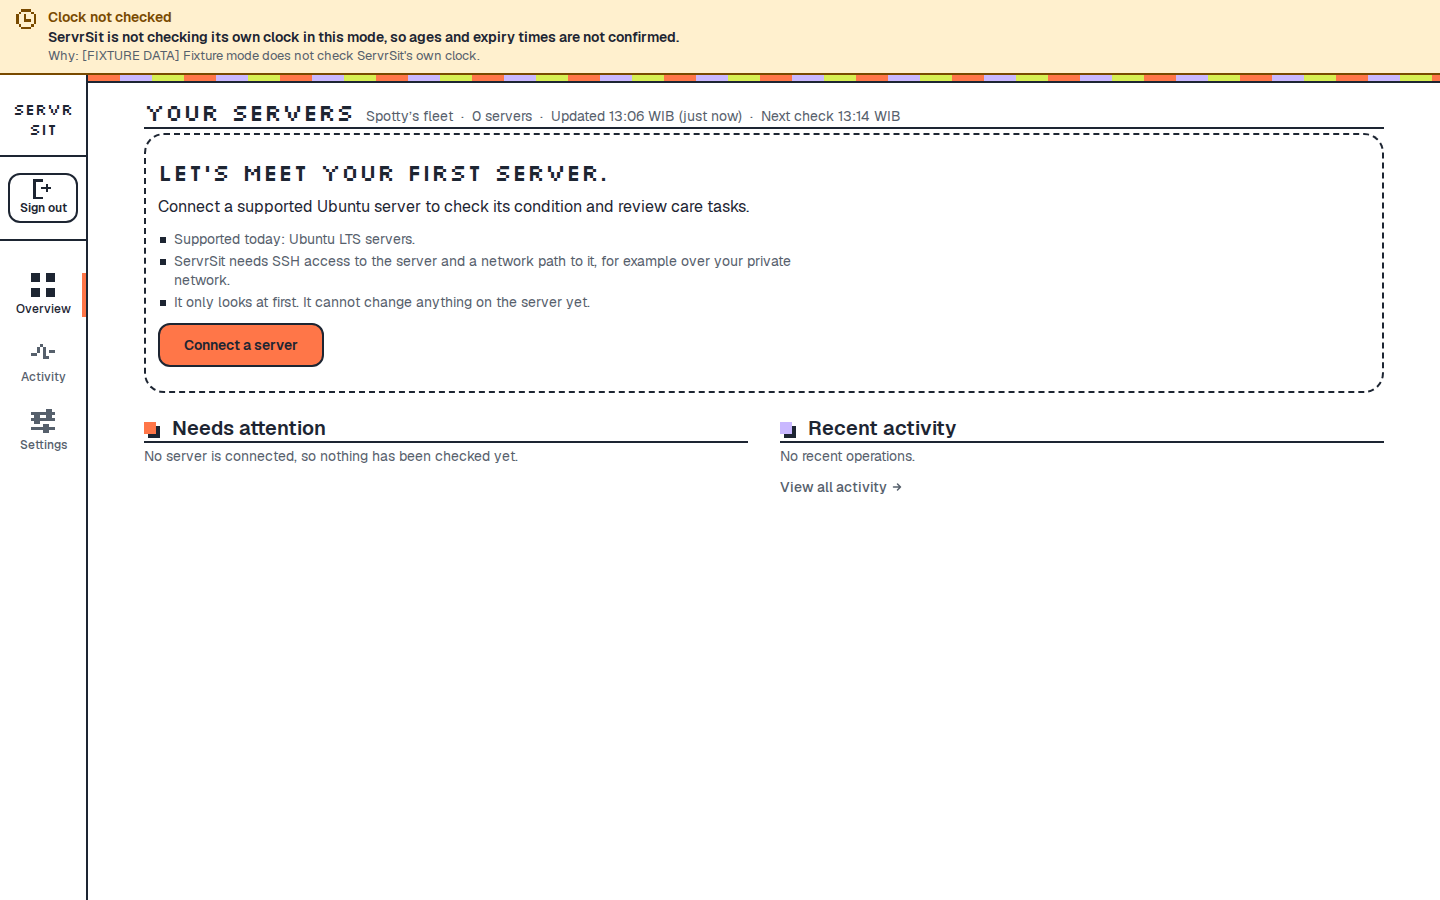 Clock not checked
ServrSit is not checking its own clock in this mode, so ages and expiry times are not confirmed.
Why: [FIXTURE DATA] Fixture mode does not check ServrSit's own clock.
SERVR
SIT
Sign out
Overview
Activity
Settings
YOUR SERVERS Spotty's fleet · 0 servers · Updated 13:06 WIB (just now) · Next check 13:14 WIB
LET'S MEET YOUR FIRST SERVER.
Connect a supported Ubuntu server to check its condition and review care tasks.
Supported today: Ubuntu LTS servers.
ServrSit needs SSH access to the server and a network path to it, for example over your private
network.
It only looks at first. It cannot change anything on the server yet.
Connect a server
Needs attention
No server is connected, so nothing has been checked yet.
Recent activity
No recent operations.
View all activity →